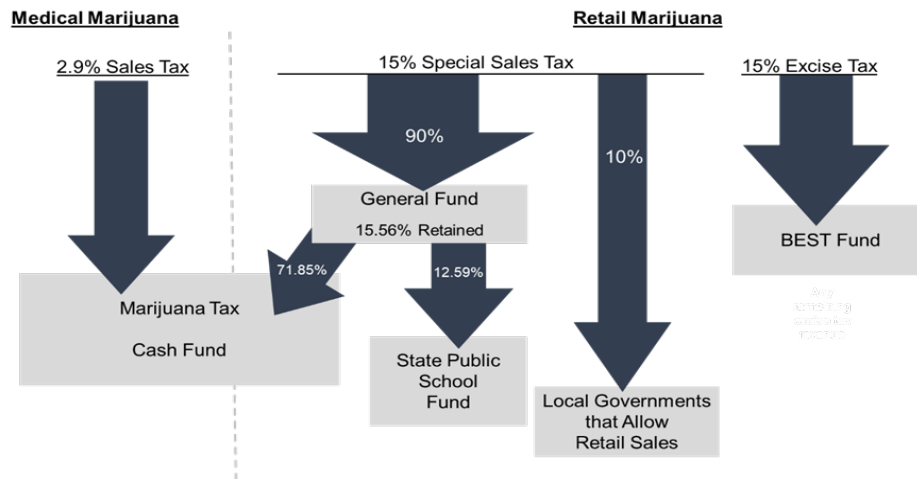 Medical Marijuana
Retail Marijuana
2.9% Sales Tax
15% Special Sales Tax
15% Excise Tax
90%
10%
General Fund
15.56% Retained
BEST Fund
71.85%
12.59%
Marijuana Tax
Cash Fund
State Public
School
Fund
Local Governments
that Allow
Retail Sales
Any